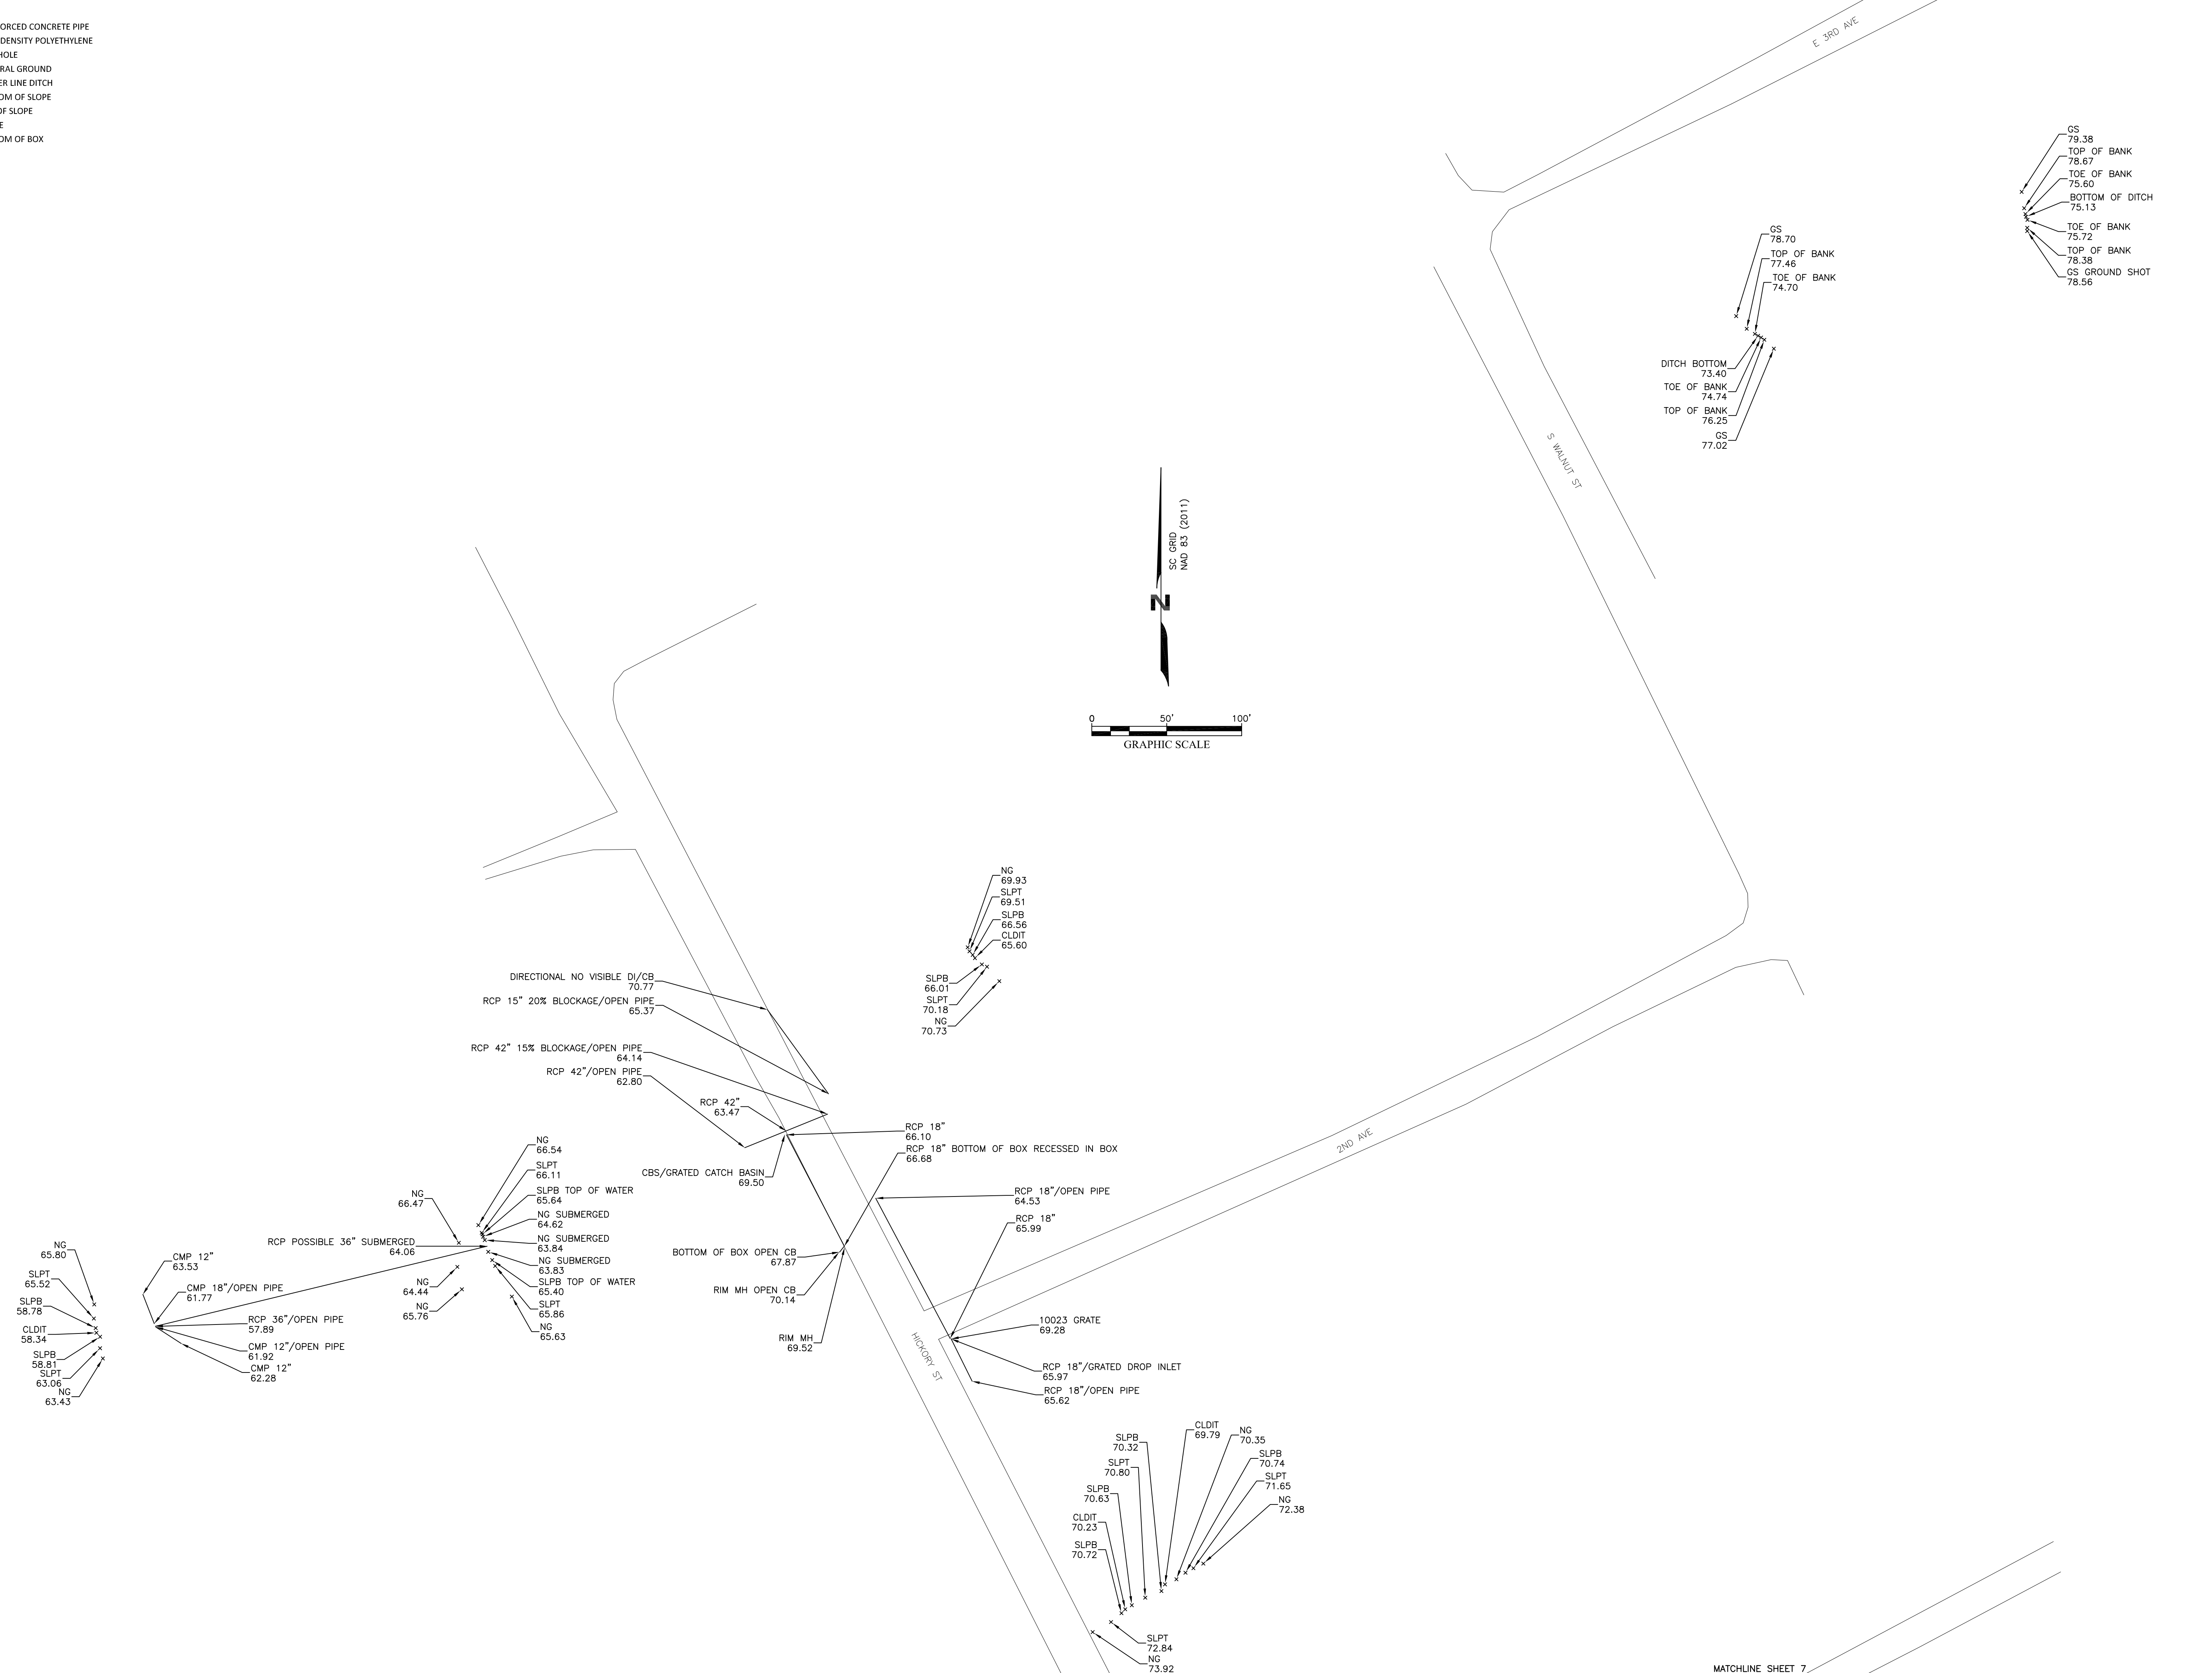 ORCED CONCRETE PIPE
DENSITY POLYETHYLENE
HOLE
RAL GROUND
ER LINE DITCH
OM OF SLOPE
OF SLOPE
E
OM OF BOX
E 3RD AVE
GS
79.38
TOP OF BANK
78.67
TOE OF BANK
75.60
BOTTOM OF DITCH
75.13
TOE OF BANK
75.72
TOP OF BANK
78.38
GS GROUND SHOT
78.56
GS
78.70
TOP OF BANK
77.46
TOE OF BANK
74.70
DITCH BOTTOM
73.40
TOE OF BANK
74.74
TOP OF BANK
76.25
GS
77.02
S WALNUT ST
SC GRID
NAD 83 (2011)
N
0 50' 100'
GRAPHIC SCALE
NG
69.93
SLPT
69.51
SLPB
66.56
CLDIT
65.60
SLPB
66.01
SLPT
70.18
NG
70.73
DIRECTIONAL NO VISIBLE DI/CB
70.77
RCP 15" 20% BLOCKAGE/OPEN PIPE
65.37
RCP 42" 15% BLOCKAGE/OPEN PIPE
64.14
RCP 42"/OPEN PIPE
62.80
RCP 42"
63.47
RCP 18"
66.10
RCP 18" BOTTOM OF BOX RECESSED IN BOX
66.68
CBS/GRATED CATCH BASIN
69.50
2ND AVE
RCP 18"/OPEN PIPE
64.53
RCP 18"
65.99
BOTTOM OF BOX OPEN CB
67.87
RIM MH OPEN CB
70.14
RIM MH
69.52
10023 GRATE
69.28
RCP 18"/GRATED DROP INLET
65.97
RCP 18"/OPEN PIPE
65.62
HICKORY ST
NG
66.54
SLPT
66.11
SLPB TOP OF WATER
65.64
NG SUBMERGED
64.62
NG SUBMERGED
63.84
NG SUBMERGED
63.83
SLPB TOP OF WATER
65.40
SLPT
65.86
NG
65.63
NG
66.47
RCP POSSIBLE 36" SUBMERGED
64.06
NG
64.44
NG
65.76
NG
65.80
SLPT
65.52
SLPB
58.78
CLDIT
58.34
SLPB
58.81
SLPT
63.06
NG
63.43
CMP 12"
63.53
CMP 18"/OPEN PIPE
61.77
RCP 36"/OPEN PIPE
57.89
CMP 12"/OPEN PIPE
61.92
CMP 12"
62.28
SLPB
70.32
CLDIT
69.79
NG
70.35
SLPB
70.74
SLPT
71.65
NG
72.38
SLPT
70.80
SLPB
70.63
CLDIT
70.23
SLPB
70.72
SLPT
72.84
NG
73.92
MATCHLINE SHEET 7